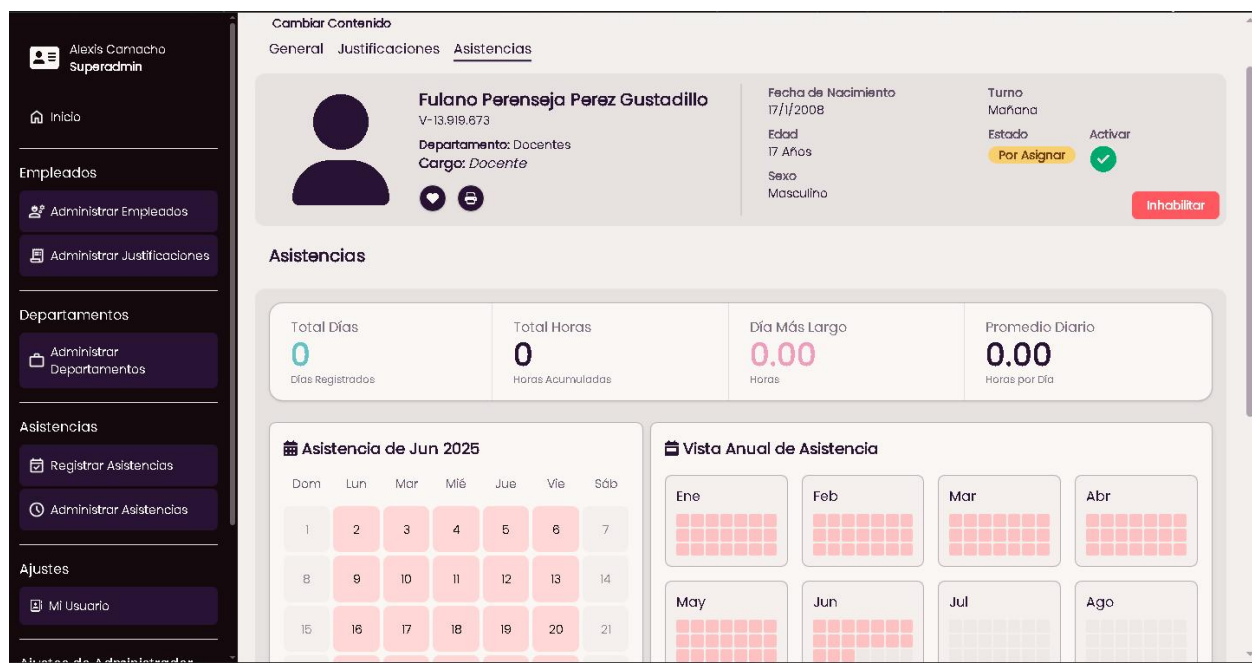 Alexis Camacho
Superadmin
Inicio
Empleados
Administrar Empleados
Administrar Justificaciones
Departamentos
Administrar
Departamentos
Asistencias
Registrar Asistencias
Administrar Asistencias
Ajustes
Mi Usuario
Ajustes de Administrador
Cambiar Contenido
General Justificaciones Asistencias
Fulano Perenseja Perez Gustadillo
V-13.919.673
Departamento: Docentes
Cargo: Docente
Fecha de Nacimiento
17/1/2008
Edad
17 Años
Sexo
Masculino
Turno
Mañana
Estado Activar
Por Asignar
Inhabilitar
Asistencias
Total Días
0
Días Registrados
Total Horas
0
Horas Acumuladas
Día Más Largo
0.00
Horas
Promedio Diario
0.00
Horas por Día
Asistencia de Jun 2025
Dom Lun Mar Mié Jue Vie Sáb
1 2 3 4 5 6 7
8 9 10 11 12 13 14
15 16 17 18 19 20 21
Vista Anual de Asistencia
Ene Feb Mar Abr
May Jun Jul Ago